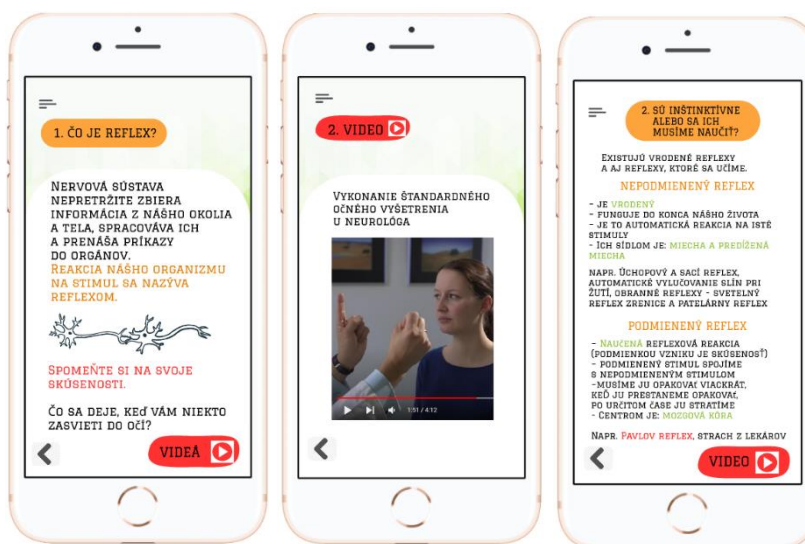 1. ČO JE REFLEX?
NERVOVÁ SÚSTAVA
NEPRETRŽITE ZBIERA
INFORMÁCIA Z NÁŠHO OKOLIA
A TELA, SPRACOVÁVA ICH
A PRENÁŠA PRÍKAZY
DO ORGÁNOV.
REAKCIA NÁŠHO ORGANIZMU
NA STIMUL SA NAZÝVA
REFLEXOM.
SPOMEŇTE SI NA SVOJE
SKÚSENOSTI.
ČO SA DEJE, KEď VÁM NIEKTO
ZASVIETI DO OČÍ?
VIDEÁ
2. VIDEO
VYKONANIE ŠTANDARDNÉHO
OČNÉHO VYŠETRENIA
U NEUROLÓGA
1:51 / 4:12
2. SÚ INŠTINKTÍVNE
ALEBO SA ICH
MUSÍME NAUČIŤ?
EXISTUJÚ VRODENÉ REFLEXY
A AJ REFLEXY, KTORÉ SA UČÍME.
NEPODMIENENÝ REFLEX
- JE VRODENÝ
- FUNGUJE DO KONCA NÁŠHO ŽIVOTA
- JE TO AUTOMATICKÁ REAKCIA NA ISTÉ
STIMULY
- ICH SÍDLOM JE: MIECHA A PREDĹŽENÁ
MIECHA
NAPR. ÚCHOPOVÝ A SACÍ REFLEX,
AUTOMATICKÉ VYLUČOVANIE SLÍN PRI
ŽUTÍ, OBRANNÉ REFLEXY - SVETELNÝ
REFLEX ZRENICE A PATELÁRNY REFLEX
PODMIENENÝ REFLEX
- NAUČENÁ REFLEXOVÁ REAKCIA
(PODMIENKOU VZNIKU JE SKÚSENOSŤ)
- PODMIENENÝ STIMUL SPOJÍME
S NEPODMIENENÝM STIMULOM
-MUSÍME JU OPAKOVAť VIACKRÁT,
KEĎ JU PRESTANEME OPAKOVAť,
PO URČITOM ČASE JU STRATÍME
- CENTROM JE: MOZGOVÁ KÔRA
NAPR. PAVLOV REFLEX, STRACH Z LEKÁROV
VIDEO